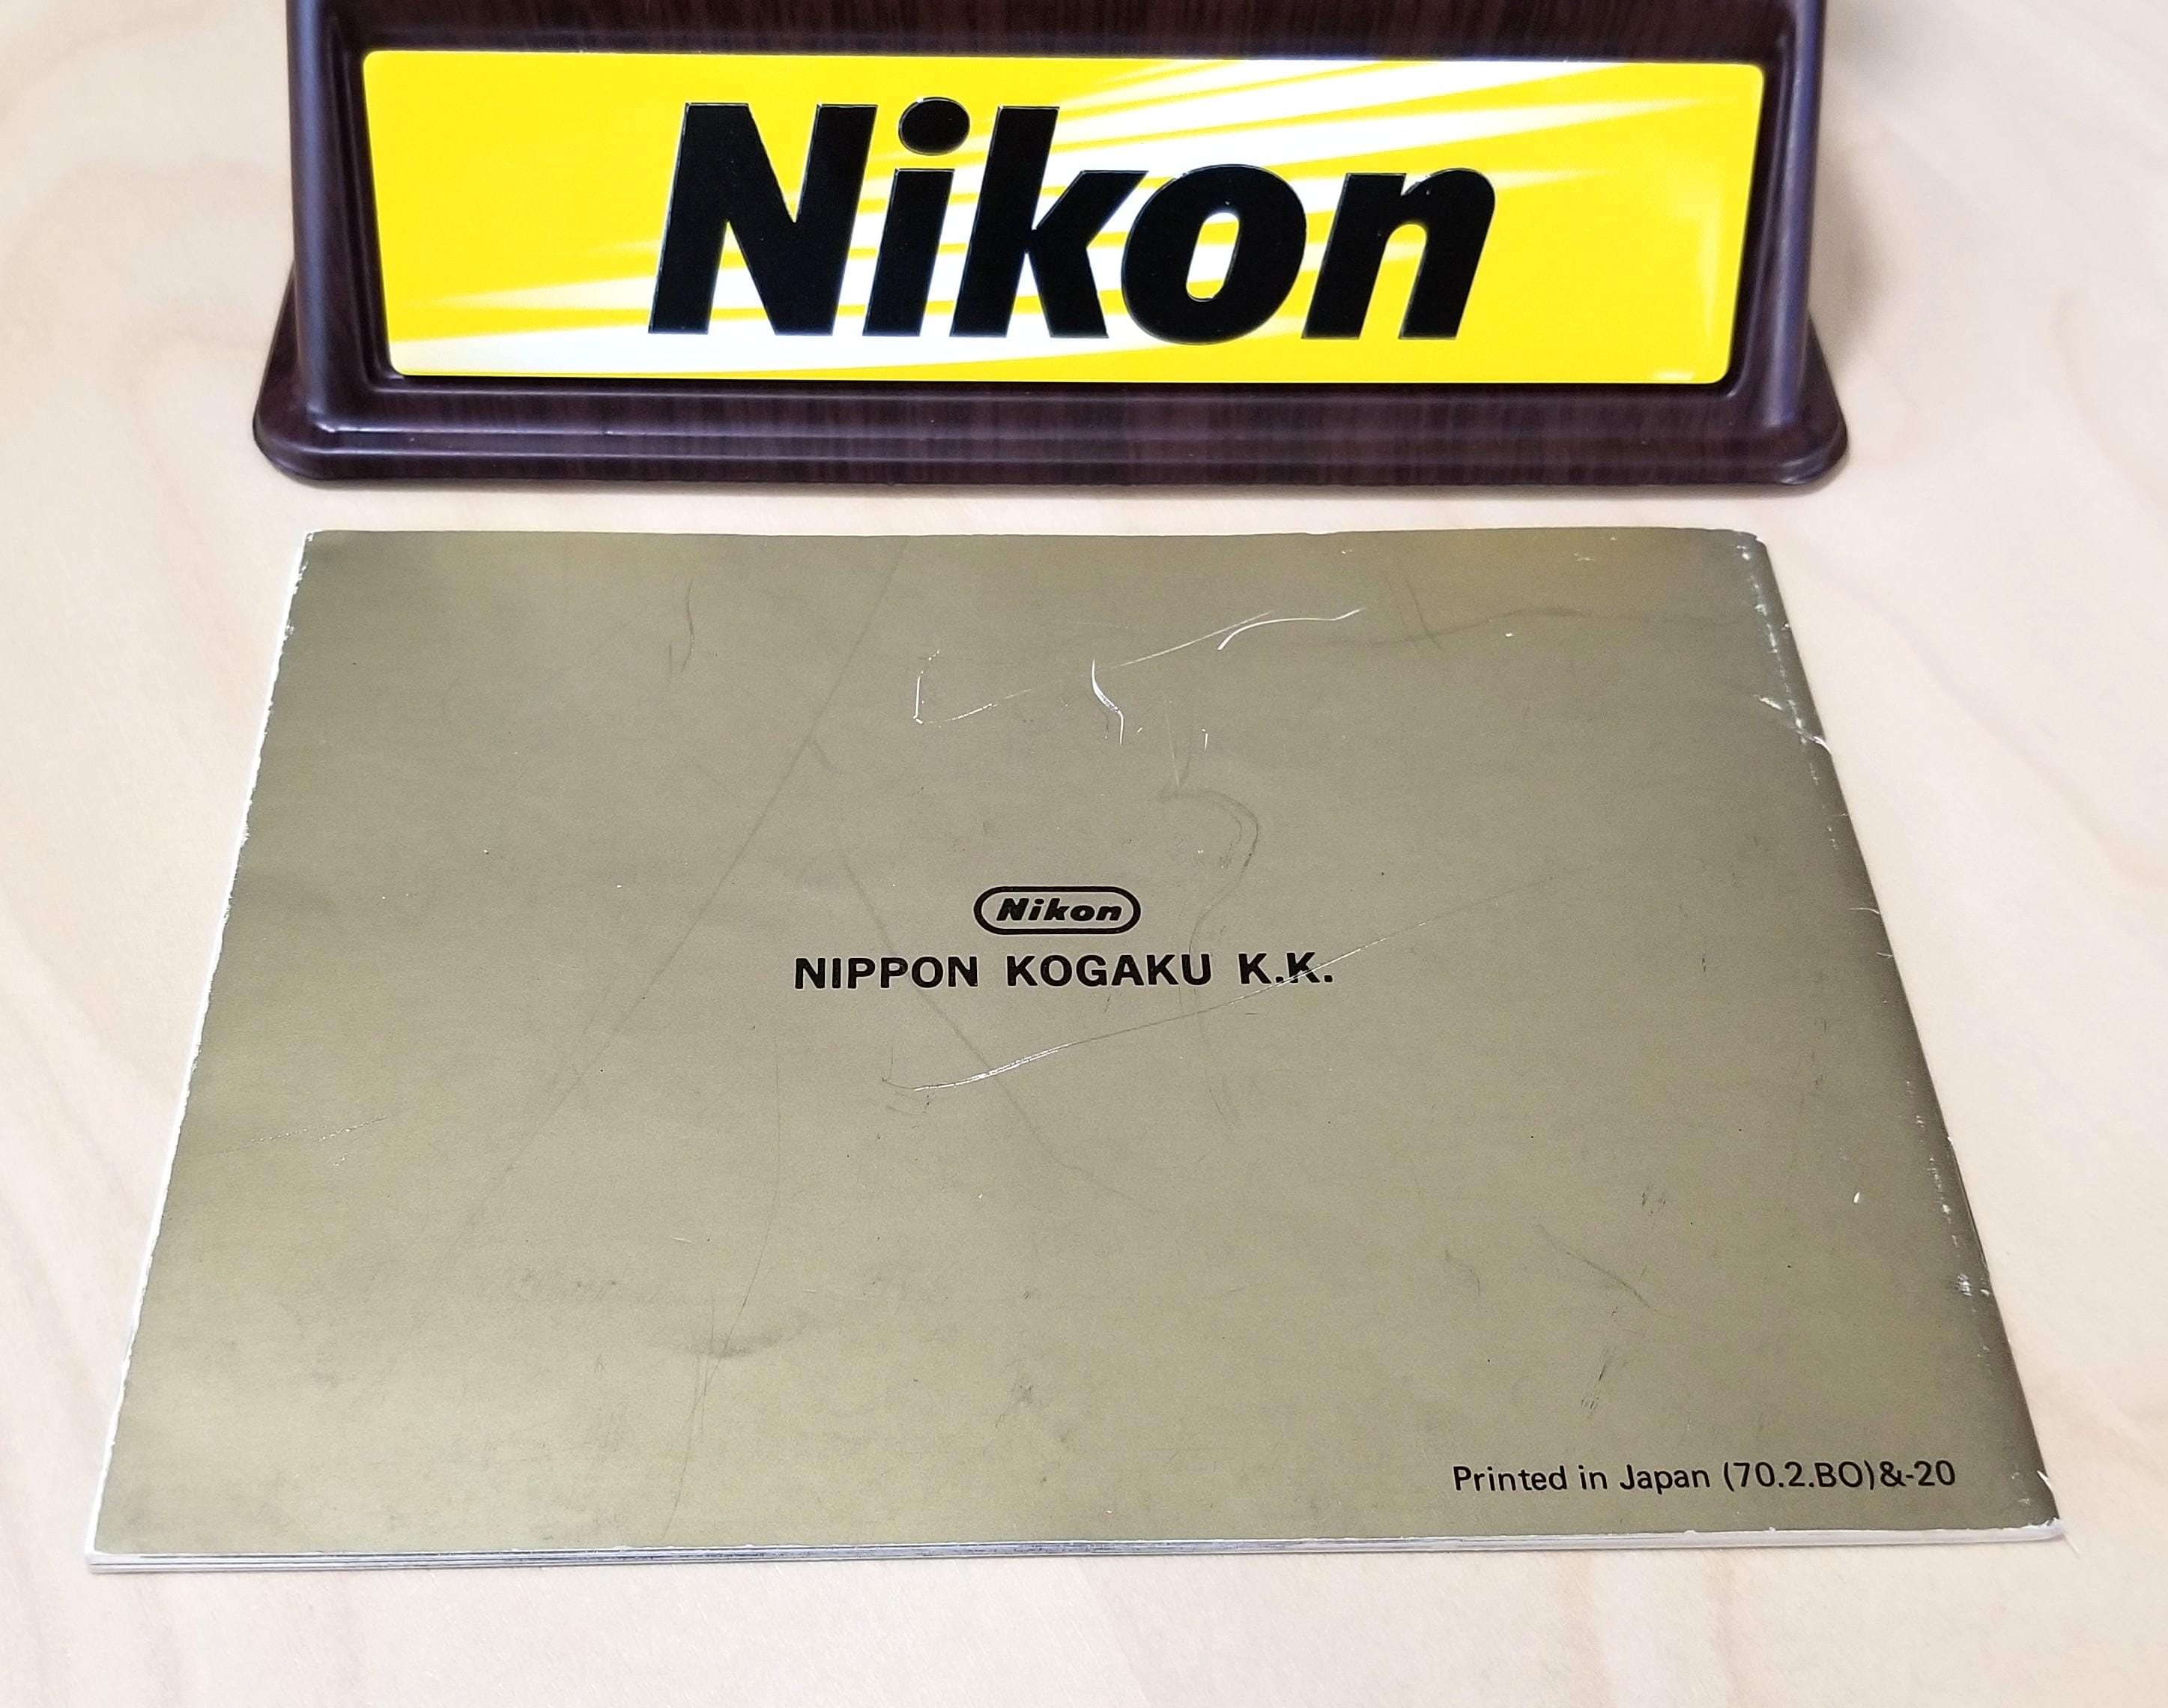 Nikon
Nikon
NIPPON KOGAKU K.K.
Printed in Japan (70.2.BO)&-20